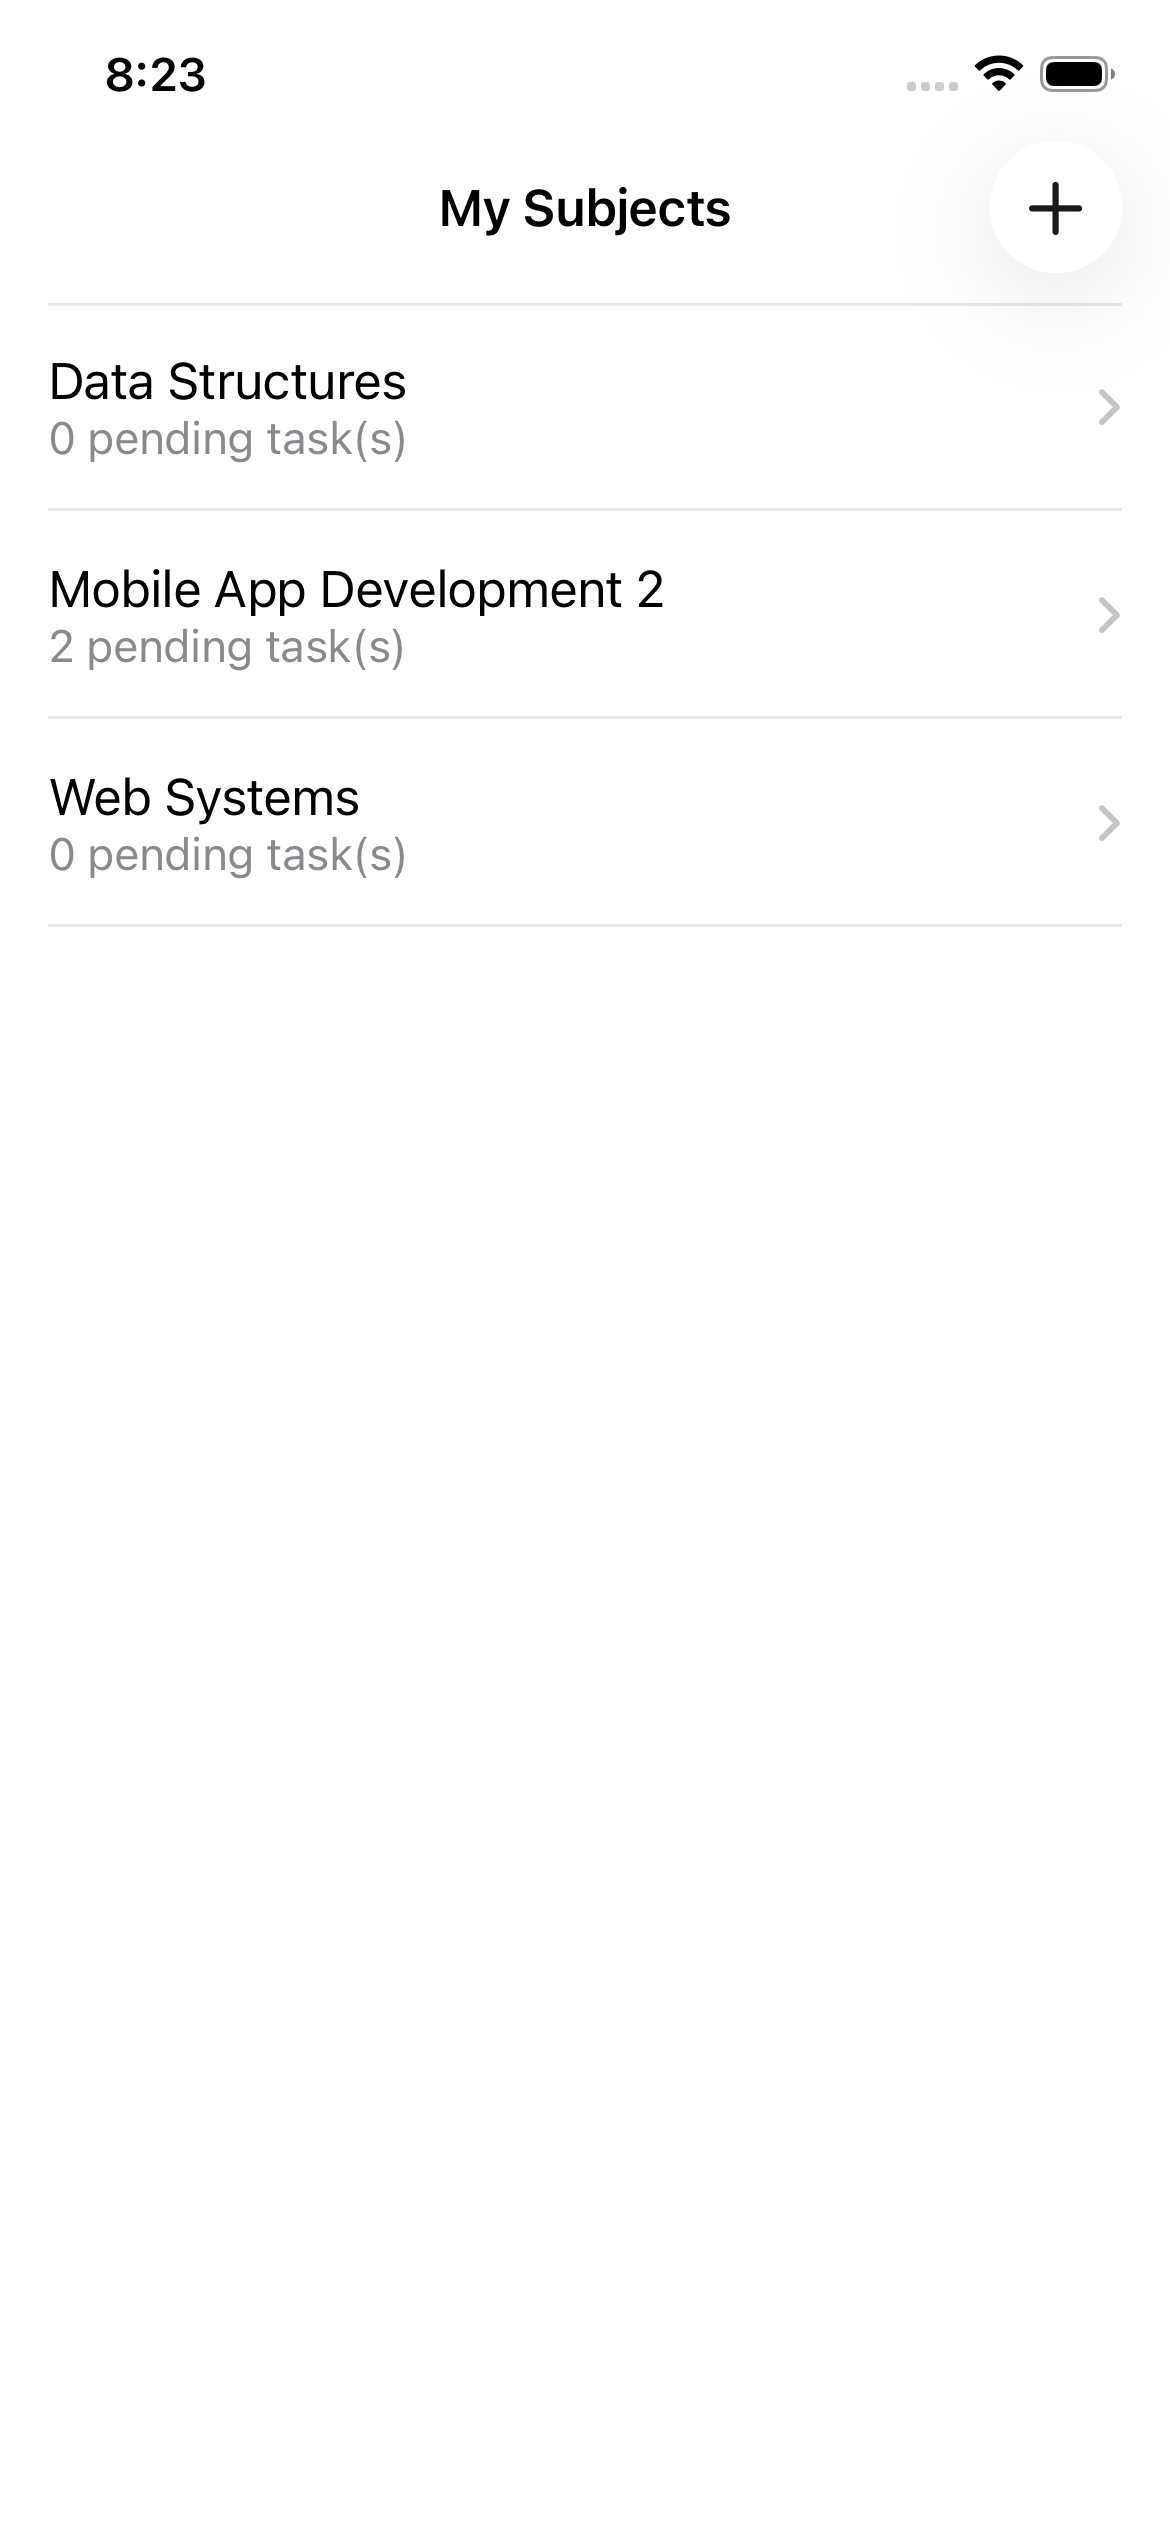 8:23
My Subjects
Data Structures
0 pending task(s)
Mobile App Development 2
2 pending task(s)
Web Systems
0 pending task(s)